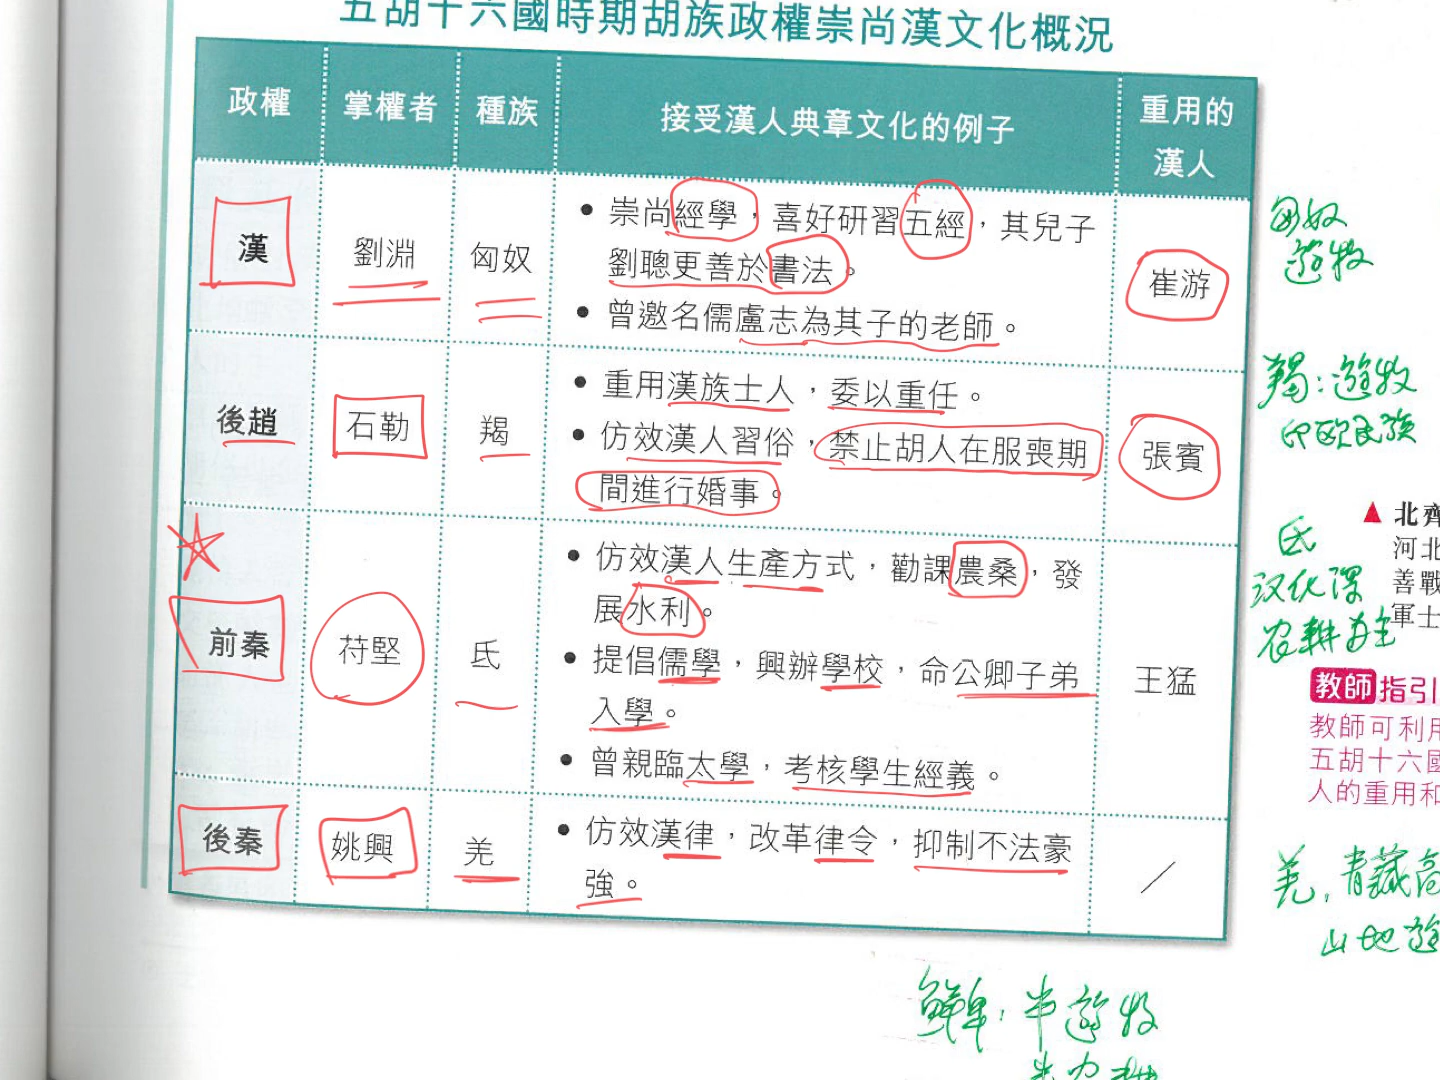 五胡十六國時期胡族政權崇尚漢文化概況
政權
掌權者
種族
接受漢人典章文化的例子
重用的
漢人
漢
劉淵
匈奴
● 崇尚經學，喜好研習五經，其兒子
劉聰更善於書法。
● 曾邀名儒盧志為其子的老師。
崔游
後趙
石勒
羯
● 重用漢族士人，委以重任。
● 仿效漢人習俗，禁止胡人在服喪期
間進行婚事。
張賓
前秦
苻堅
氐
● 仿效漢人生產方式，勸課農桑，發
展水利。
● 提倡儒學，興辦學校，命公卿子弟
入學。
● 曾親臨太學，考核學生經義。
王猛
後秦
姚興
羌
● 仿效漢律，改革律令，抑制不法豪
強。
／
匈奴
遊牧
羯：遊牧
印欧民族
氐
汉化深
农耕为主
▲ 北齊
河北
善戰
軍士
教師指引
教師可利用
五胡十六國
人的重用和
羌，青藏高
山地遊
鮮卑：半遊牧